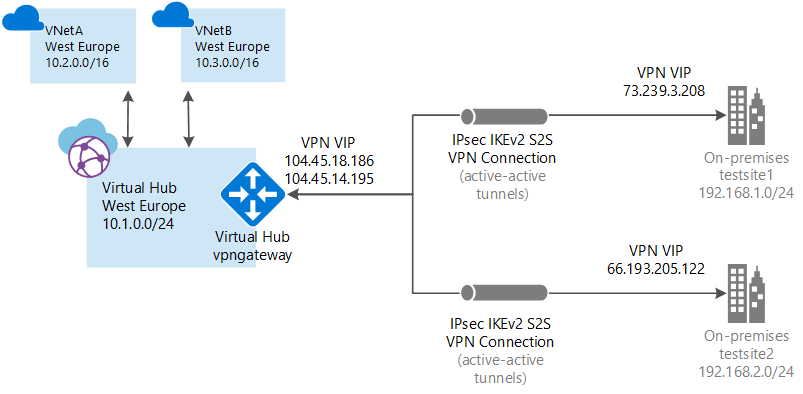 VNetA
West Europe
10.2.0.0/16
VNetB
West Europe
10.3.0.0/16
Virtual Hub
West Europe
10.1.0.0/24
Virtual Hub
vpngateway
VPN VIP
104.45.18.186
104.45.14.195
IPsec IKEv2 S2S
VPN Connection
(active-active
tunnels)
VPN VIP
73.239.3.208
On-premises
testsite1
192.168.1.0/24
IPsec IKEv2 S2S
VPN Connection
(active-active
tunnels)
VPN VIP
66.193.205.122
On-premises
testsite2
192.168.2.0/24